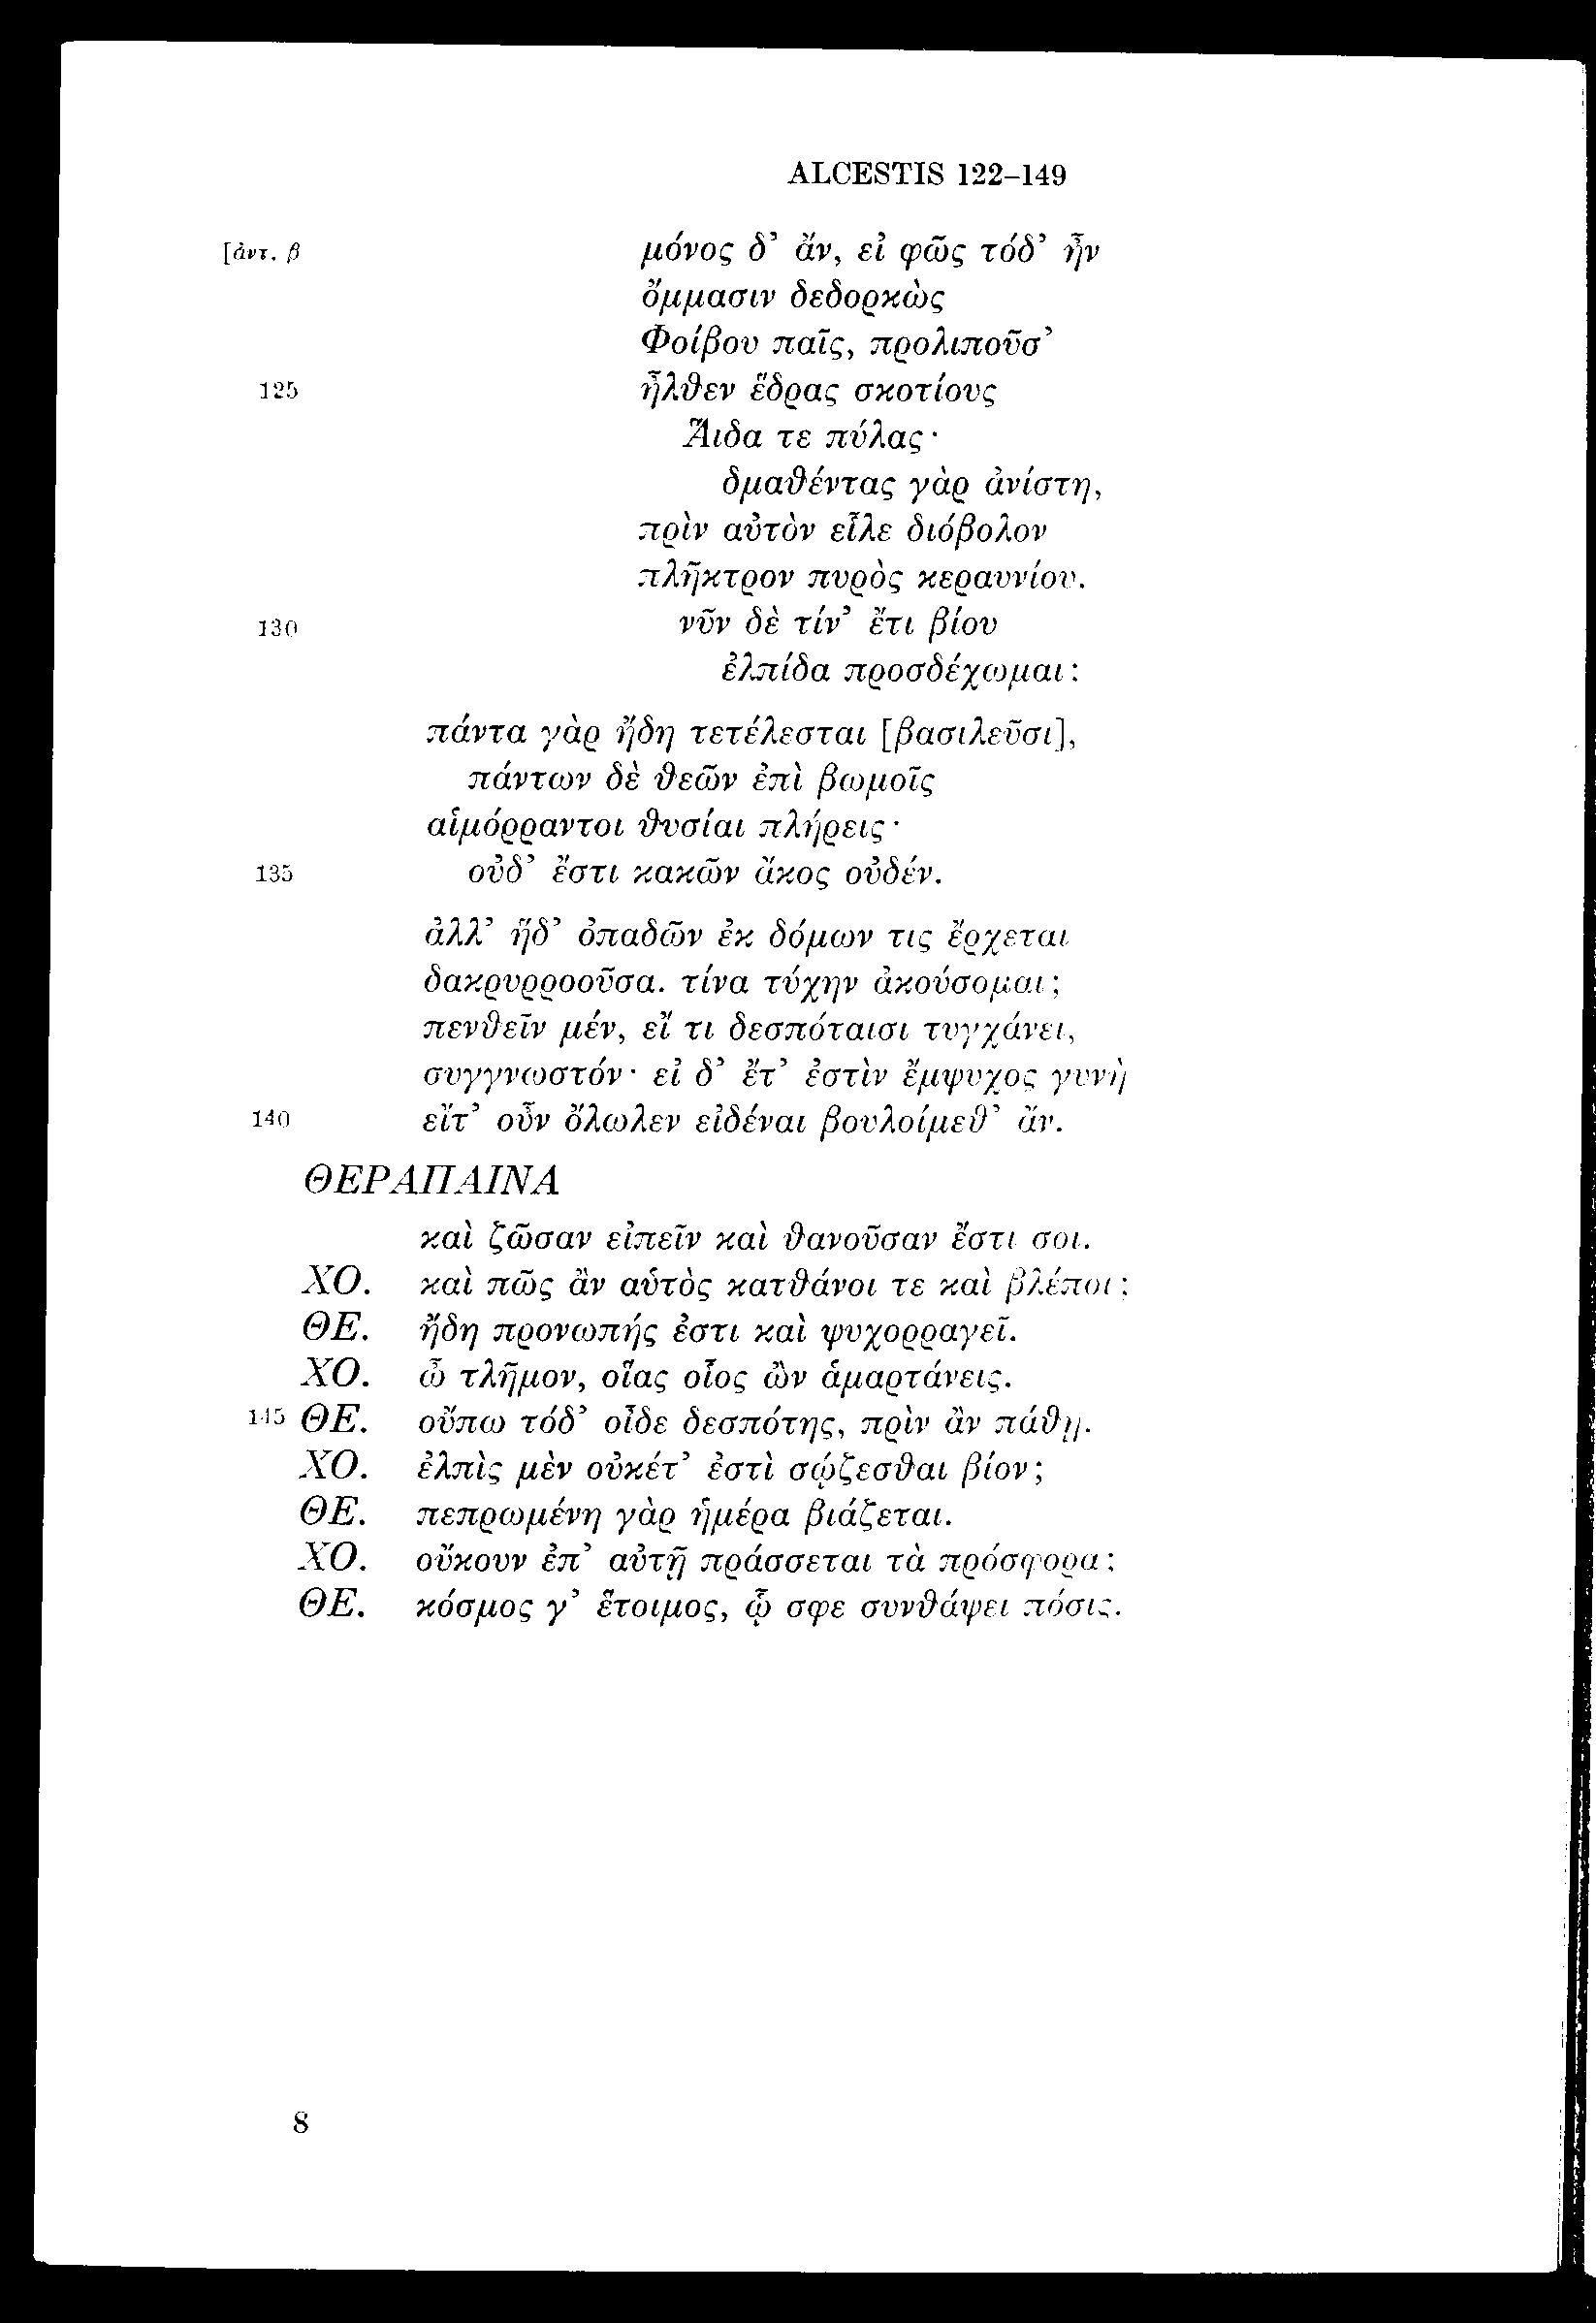 ALCESTIS 122–149
[ἀντ. β μόνος δ’ ἄν, εἰ φῶς τόδ’ ἦν
ὄμμασιν δεδορκὼς
Φοίβου παῖς, προλιποῦσ’
125 ἦλθεν ἕδρας σκοτίους
Ἅιδα τε πύλας·
δμαθέντας γὰρ ἀνίστη,
πρὶν αὐτὸν εἷλε διόβολον
πλῆκτρον πυρὸς κεραυνίου.
130 νῦν δὲ τίν’ ἔτι βίου
ἐλπίδα προσδέχωμαι;
πάντα γὰρ ἤδη τετέλεσται [βασιλεῦσι],
πάντων δὲ θεῶν ἐπὶ βωμοῖς
αἱμόρραντοι θυσίαι πλήρεις·
135 οὐδ’ ἔστι κακῶν ἄκος οὐδέν.
ἀλλ’ ἥδ’ ὀπαδῶν ἐκ δόμων τις ἔρχεται
δακρυρροοῦσα. τίνα τύχην ἀκούσομαι;
πενθεῖν μέν, εἴ τι δεσπόταισι τυγχάνει,
συγγνωστόν· εἰ δ’ ἔτ’ ἐστὶν ἔμψυχος γυνὴ
140 εἴτ’ οὖν ὄλωλεν εἰδέναι βουλοίμεθ’ ἄν.
ΘΕΡΑΠΑΙΝΑ
καὶ ζῶσαν εἰπεῖν καὶ θανοῦσαν ἔστι σοι.
ΧΟ. καὶ πῶς ἂν αὑτὸς κατθάνοι τε καὶ βλέποι;
ΘΕ. ἤδη προνωπής ἐστι καὶ ψυχορραγεῖ.
ΧΟ. ὦ τλῆμον, οἵας οἷος ὢν ἁμαρτάνεις.
145 ΘΕ. οὔπω τόδ’ οἶδε δεσπότης, πρὶν ἂν πάθῃ.
ΧΟ. ἐλπὶς μὲν οὐκέτ’ ἐστὶ σῴζεσθαι βίον;
ΘΕ. πεπρωμένη γὰρ ἡμέρα βιάζεται.
ΧΟ. οὔκουν ἐπ’ αὐτῇ πράσσεται τὰ πρόσφορα;
ΘΕ. κόσμος γ’ ἕτοιμος, ᾧ σφε συνθάψει πόσις.
8